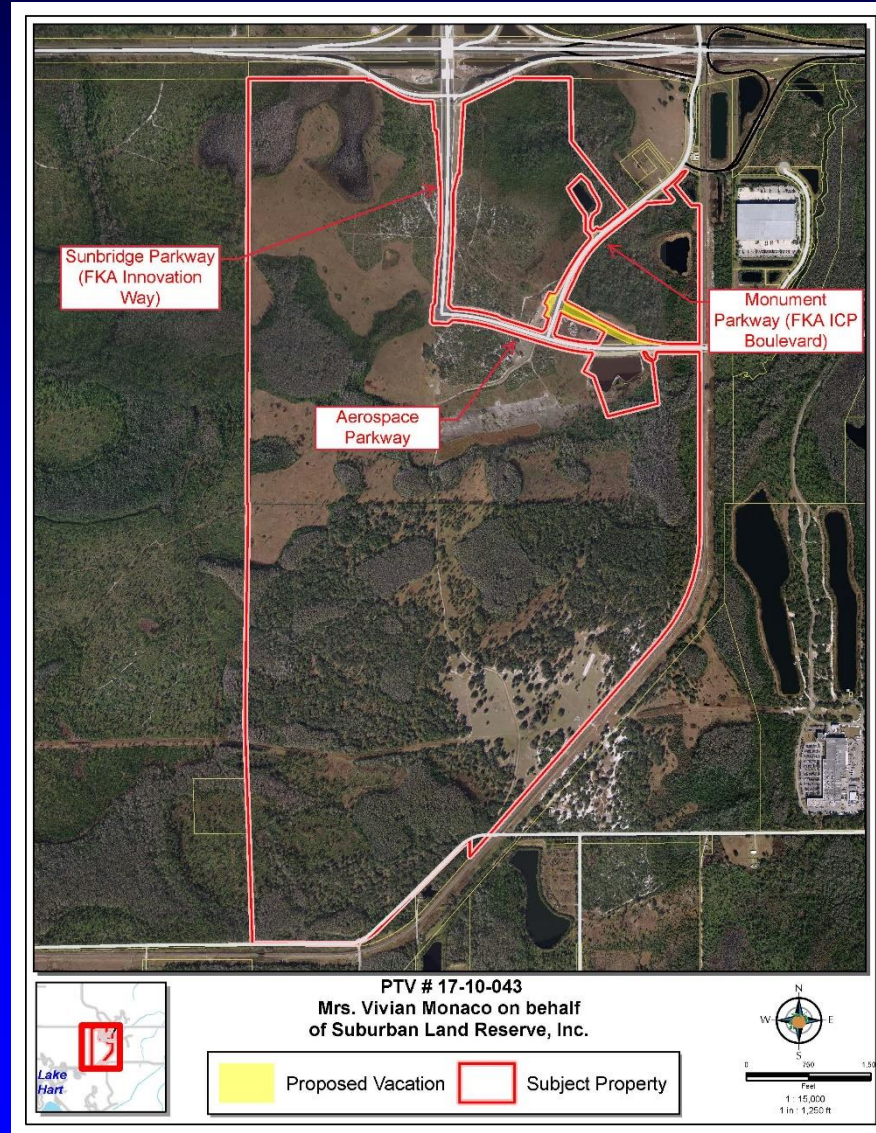 Sunbridge Parkway
(FKA Innovation
Way)
Monument
Parkway (FKA ICP
Boulevard)
Aerospace
Parkway
PTV # 17-10-043
Mrs. Vivian Monaco on behalf
of Suburban Land Reserve, Inc.
Lake
Hart
Proposed Vacation
Subject Property
N
W
E
S
0
750
Feet
1 : 15,000
1 in : 1,250 ft